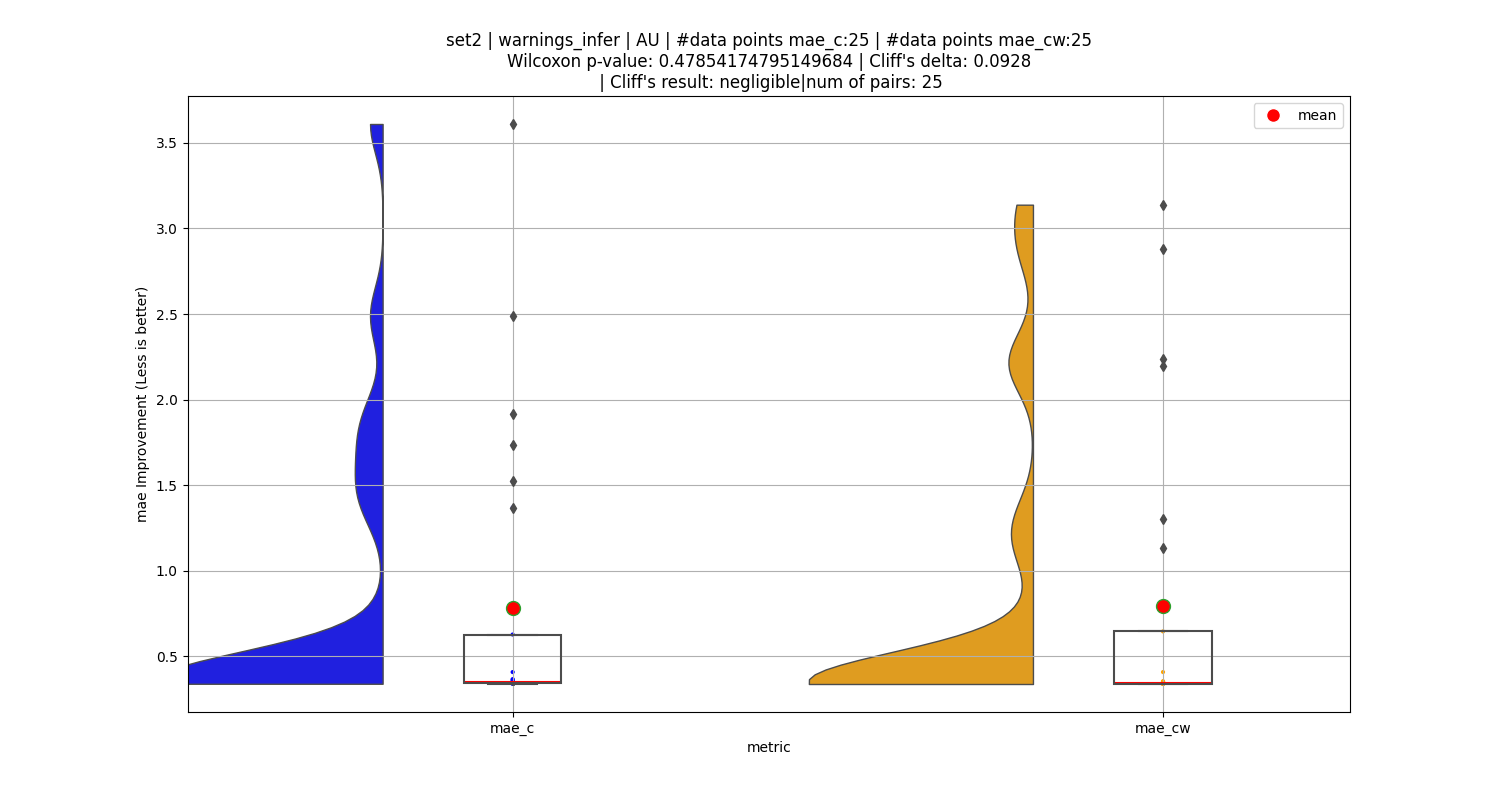 set2 | warnings_infer | AU | #data points mae_c:25 | #data points mae_cw:25
Wilcoxon p-value: 0.47854174795149684 | Cliff's delta: 0.0928
| Cliff's result: negligible|num of pairs: 25
mean
3.5
3.0
2.5
2.0
1.5
1.0
0.5
mae Improvement (Less is better)
mae_c
mae_cw
metric